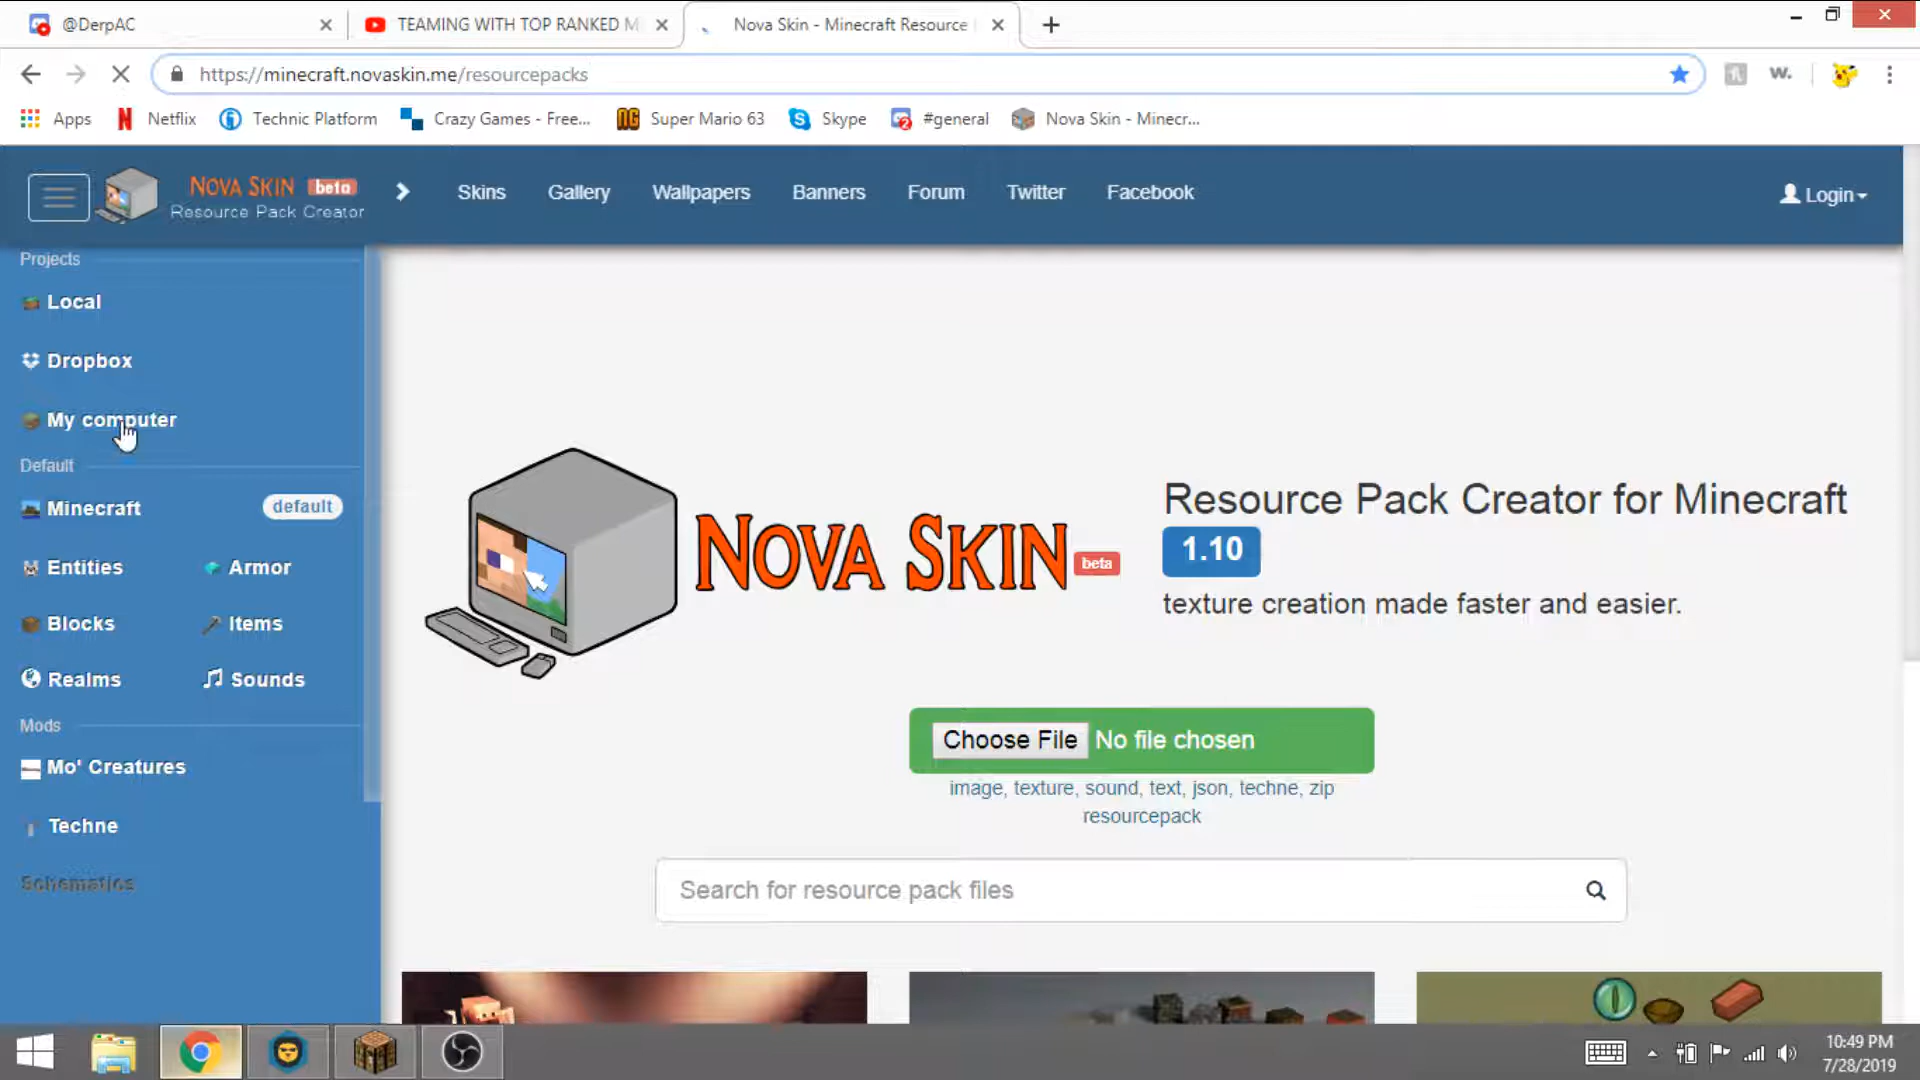 @DerpAC
TEAMING WITH TOP RANKED M
Nova Skin - Minecraft Resource
https://minecraft.novaskin.me/resourcepacks
W.
Apps
Netflix
Technic Platform
Crazy Games - Free...
Super Mario 63
Skype
#general
Nova Skin - Minecr...
NOVA SKIN beta
Resource Pack Creator
Skins
Gallery
Wallpapers
Banners
Forum
Twitter
Facebook
Login
Projects
Local
Dropbox
My computer
Default
Minecraft default
Entities Armor
Blocks Items
Realms Sounds
Mods
Mo' Creatures
Techne
Schematics
NOVA SKIN beta
Resource Pack Creator for Minecraft
1.10
texture creation made faster and easier.
Choose File No file chosen
image, texture, sound, text, json, techne, zip
resourcepack
Search for resource pack files
10:49 PM
7/28/2019